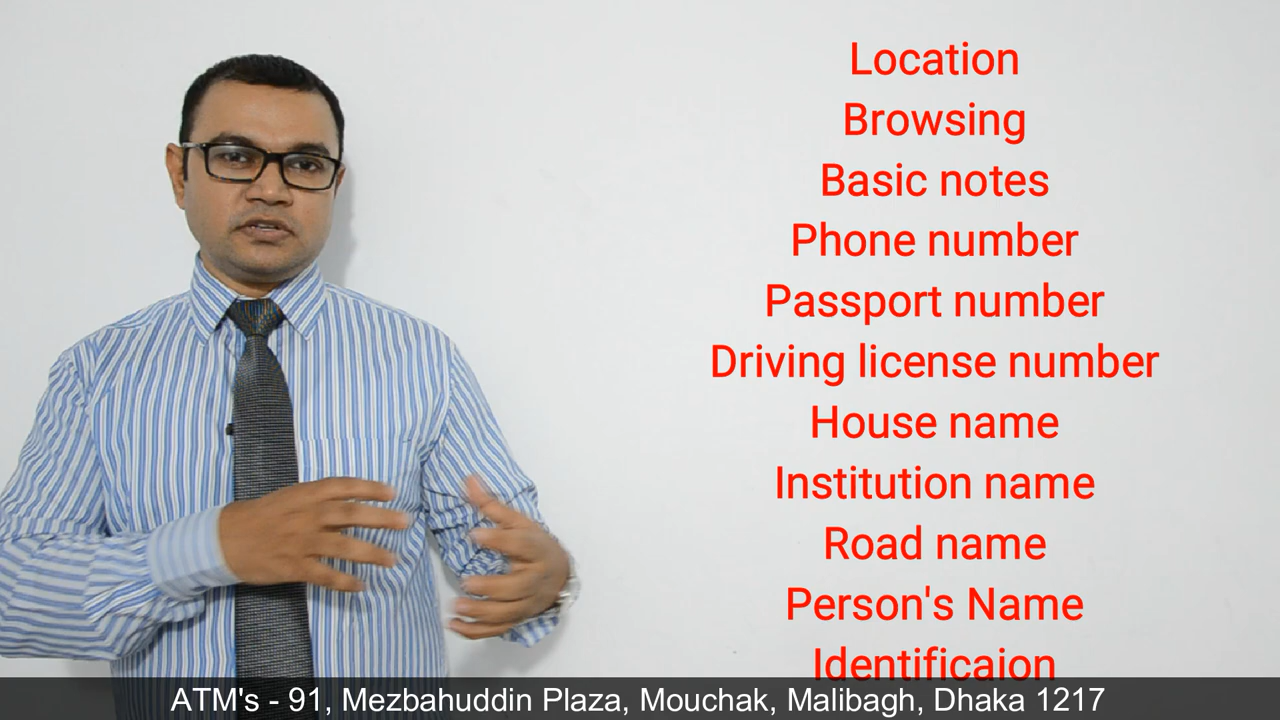 Location
Browsing
Basic notes
Phone number
Passport number
Driving license number
House name
Institution name
Road name
Person's Name
Identificaion
ATM's - 91, Mezbahuddin Plaza, Mouchak, Malibagh, Dhaka 1217